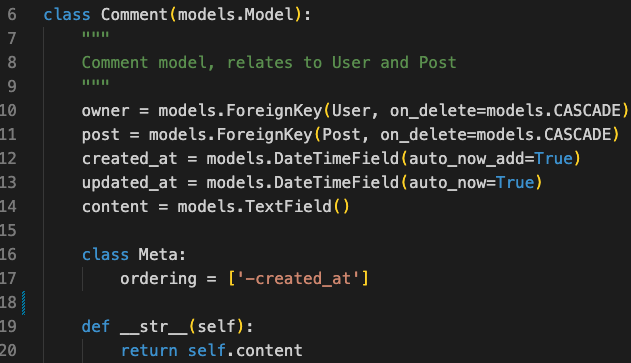 6 class Comment(models.Model):
7     """
8     Comment model, relates to User and Post
9     """
10     owner = models.ForeignKey(User, on_delete=models.CASCADE)
11     post = models.ForeignKey(Post, on_delete=models.CASCADE)
12     created_at = models.DateTimeField(auto_now_add=True)
13     updated_at = models.DateTimeField(auto_now=True)
14     content = models.TextField()
15
16     class Meta:
17         ordering = ['-created_at']
18
19     def __str__(self):
20         return self.content